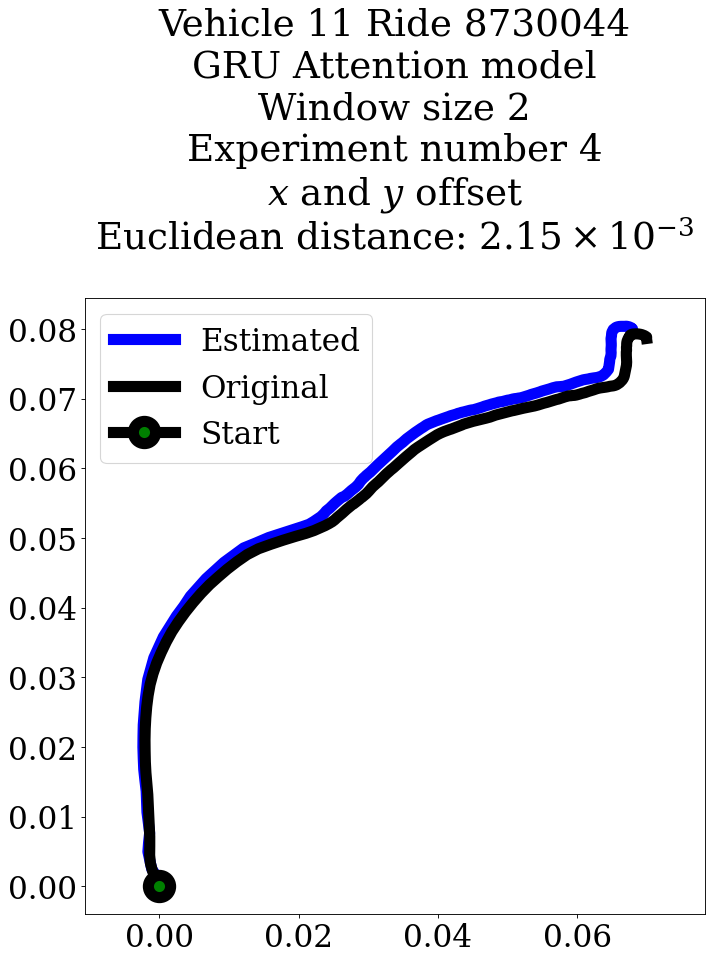 Vehicle 11 Ride 8730044
GRU Attention model
Window size 2
Experiment number 4
x and y offset
Euclidean distance: 2.15 × 10⁻³
Estimated
Original
Start
0.08
0.07
0.06
0.05
0.04
0.03
0.02
0.01
0.00
0.00 0.02 0.04 0.06